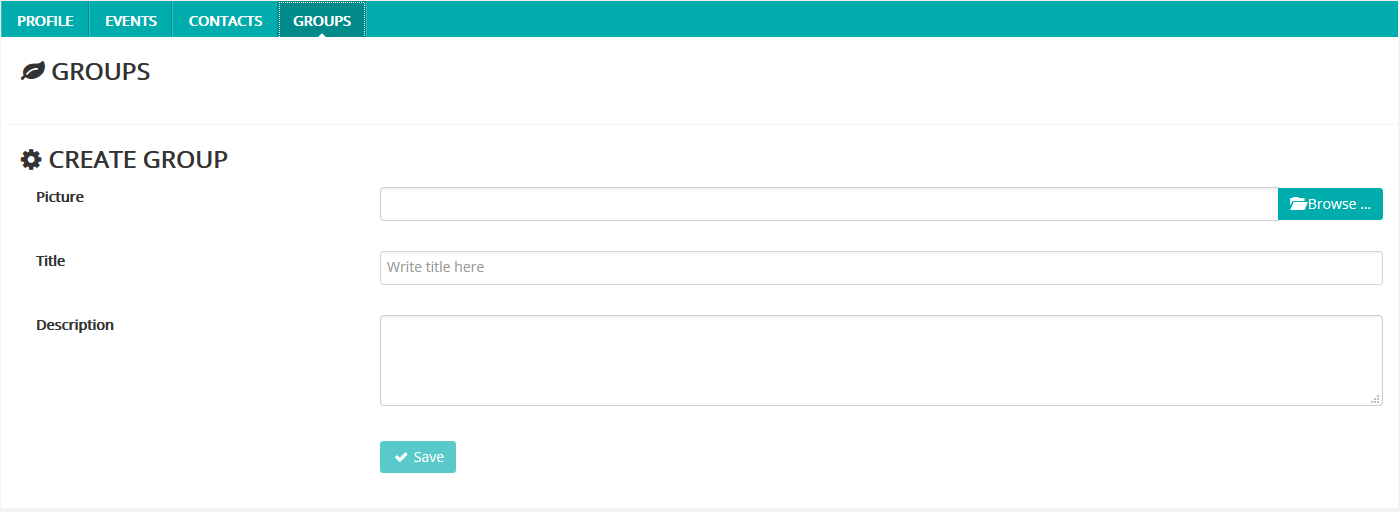 PROFILE EVENTS CONTACTS GROUPS
GROUPS
CREATE GROUP
Picture
Browse ...
Title
Write title here
Description
Save